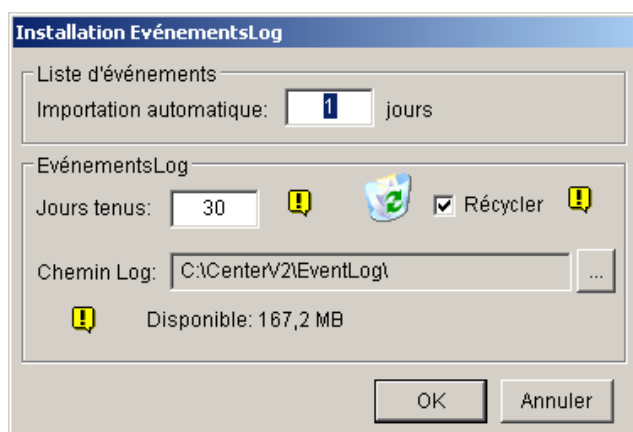 Installation EvénementsLog
Liste d'événements
Importation automatique: 1 jours
EvénementsLog
Jours tenus: 30 Récycler
Chemin Log: C:\CenterV2\EventLog\ ...
Disponible: 167,2 MB
OK Annuler